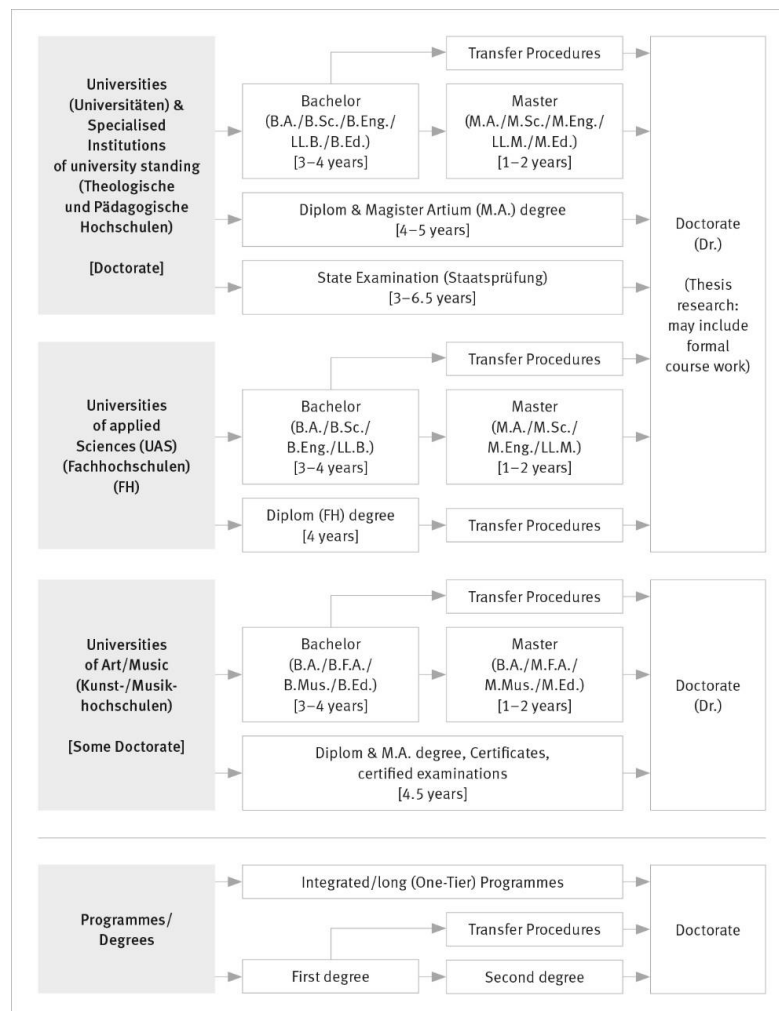 Universities
(Universitäten) &
Specialised
Institutions
of university standing
(Theologische
und Pädagogische
Hochschulen)
[Doctorate]
Transfer Procedures
Bachelor
(B.A./B.Sc./B.Eng./
LL.B./B.Ed.)
[3–4 years]
Master
(M.A./M.Sc./M.Eng./
LL.M./M.Ed.)
[1–2 years]
Diplom & Magister Artium (M.A.) degree
[4–5 years]
State Examination (Staatsprüfung)
[3–6.5 years]
Doctorate
(Dr.)
(Thesis
research:
may include
formal
course work)
Universities
of applied
Sciences (UAS)
(Fachhochschulen)
(FH)
Transfer Procedures
Bachelor
(B.A./B.Sc./
B.Eng./LL.B.)
[3–4 years]
Master
(M.A./M.Sc./
M.Eng./LL.M.)
[1–2 years]
Diplom (FH) degree
[4 years]
Transfer Procedures
Universities
of Art/Music
(Kunst-/Musik-
hochschulen)
[Some Doctorate]
Transfer Procedures
Bachelor
(B.A./B.F.A./
B.Mus./B.Ed.)
[3–4 years]
Master
(B.A./M.F.A./
M.Mus./M.Ed.)
[1–2 years]
Diplom & M.A. degree, Certificates,
certified examinations
[4.5 years]
Doctorate
(Dr.)
Programmes/
Degrees
Integrated/long (One-Tier) Programmes
Transfer Procedures
First degree
Second degree
Doctorate